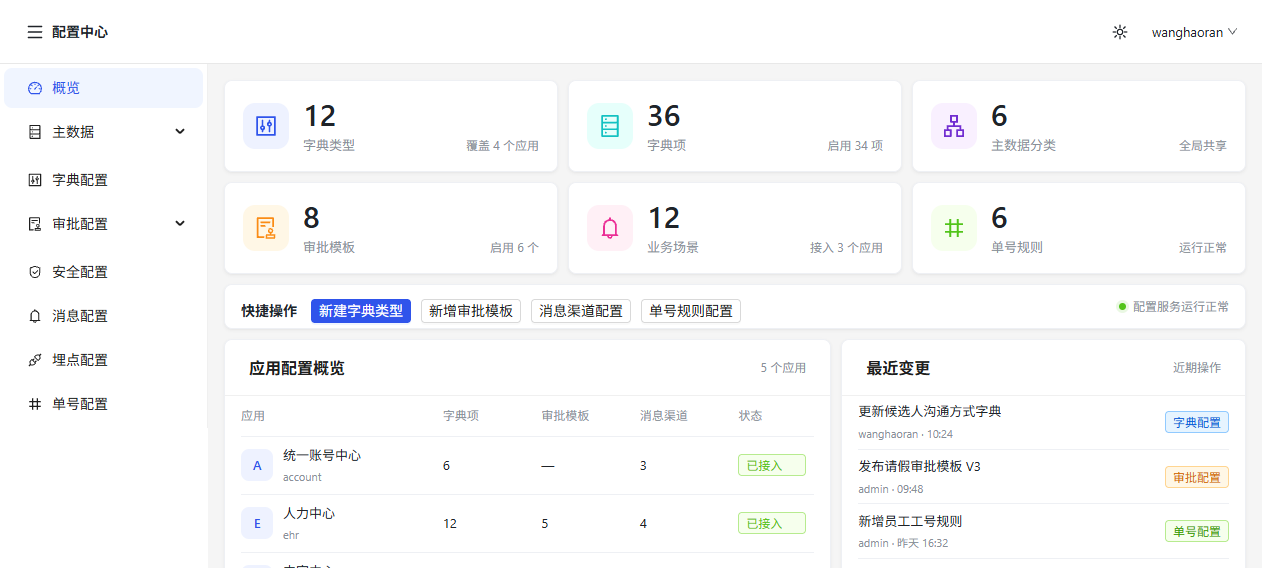 配置中心
wanghaoran
概览
主数据
字典配置
审批配置
安全配置
消息配置
埋点配置
单号配置
12
字典类型
覆盖 4 个应用
36
字典项
启用 34 项
6
主数据分类
全局共享
8
审批模板
启用 6 个
12
业务场景
接入 3 个应用
6
单号规则
运行正常
快捷操作 新建字典类型 新增审批模板 消息渠道配置 单号规则配置 配置服务运行正常
应用配置概览 5 个应用
应用 字典项 审批模板 消息渠道 状态
A 统一账号中心 6 — 3 已接入
account
E 人力中心 12 5 4 已接入
ehr
最近变更 近期操作
更新候选人沟通方式字典 字典配置
wanghaoran · 10:24
发布请假审批模板 V3 审批配置
admin · 09:48
新增员工工号规则 单号配置
admin · 昨天 16:32